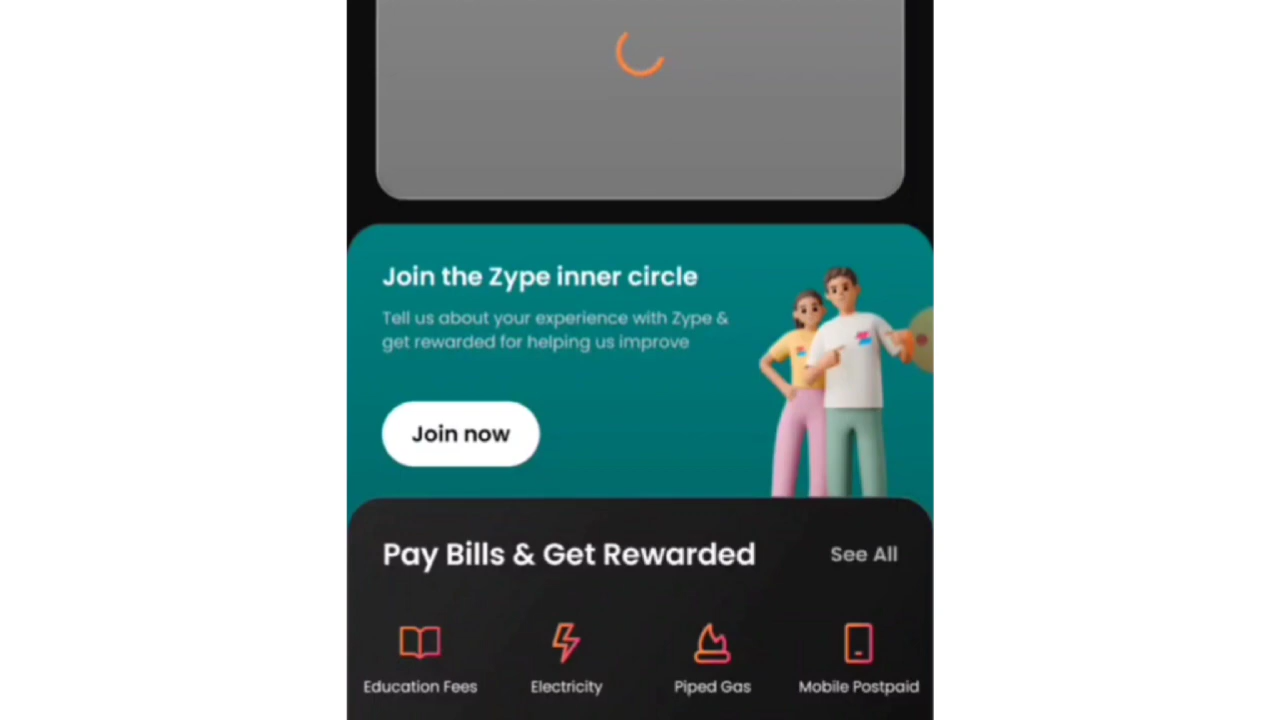 Join the Zype inner circle
Tell us about your experience with Zype &
get rewarded for helping us improve
Join now
Pay Bills & Get Rewarded
See All
Education Fees
Electricity
Piped Gas
Mobile Postpaid